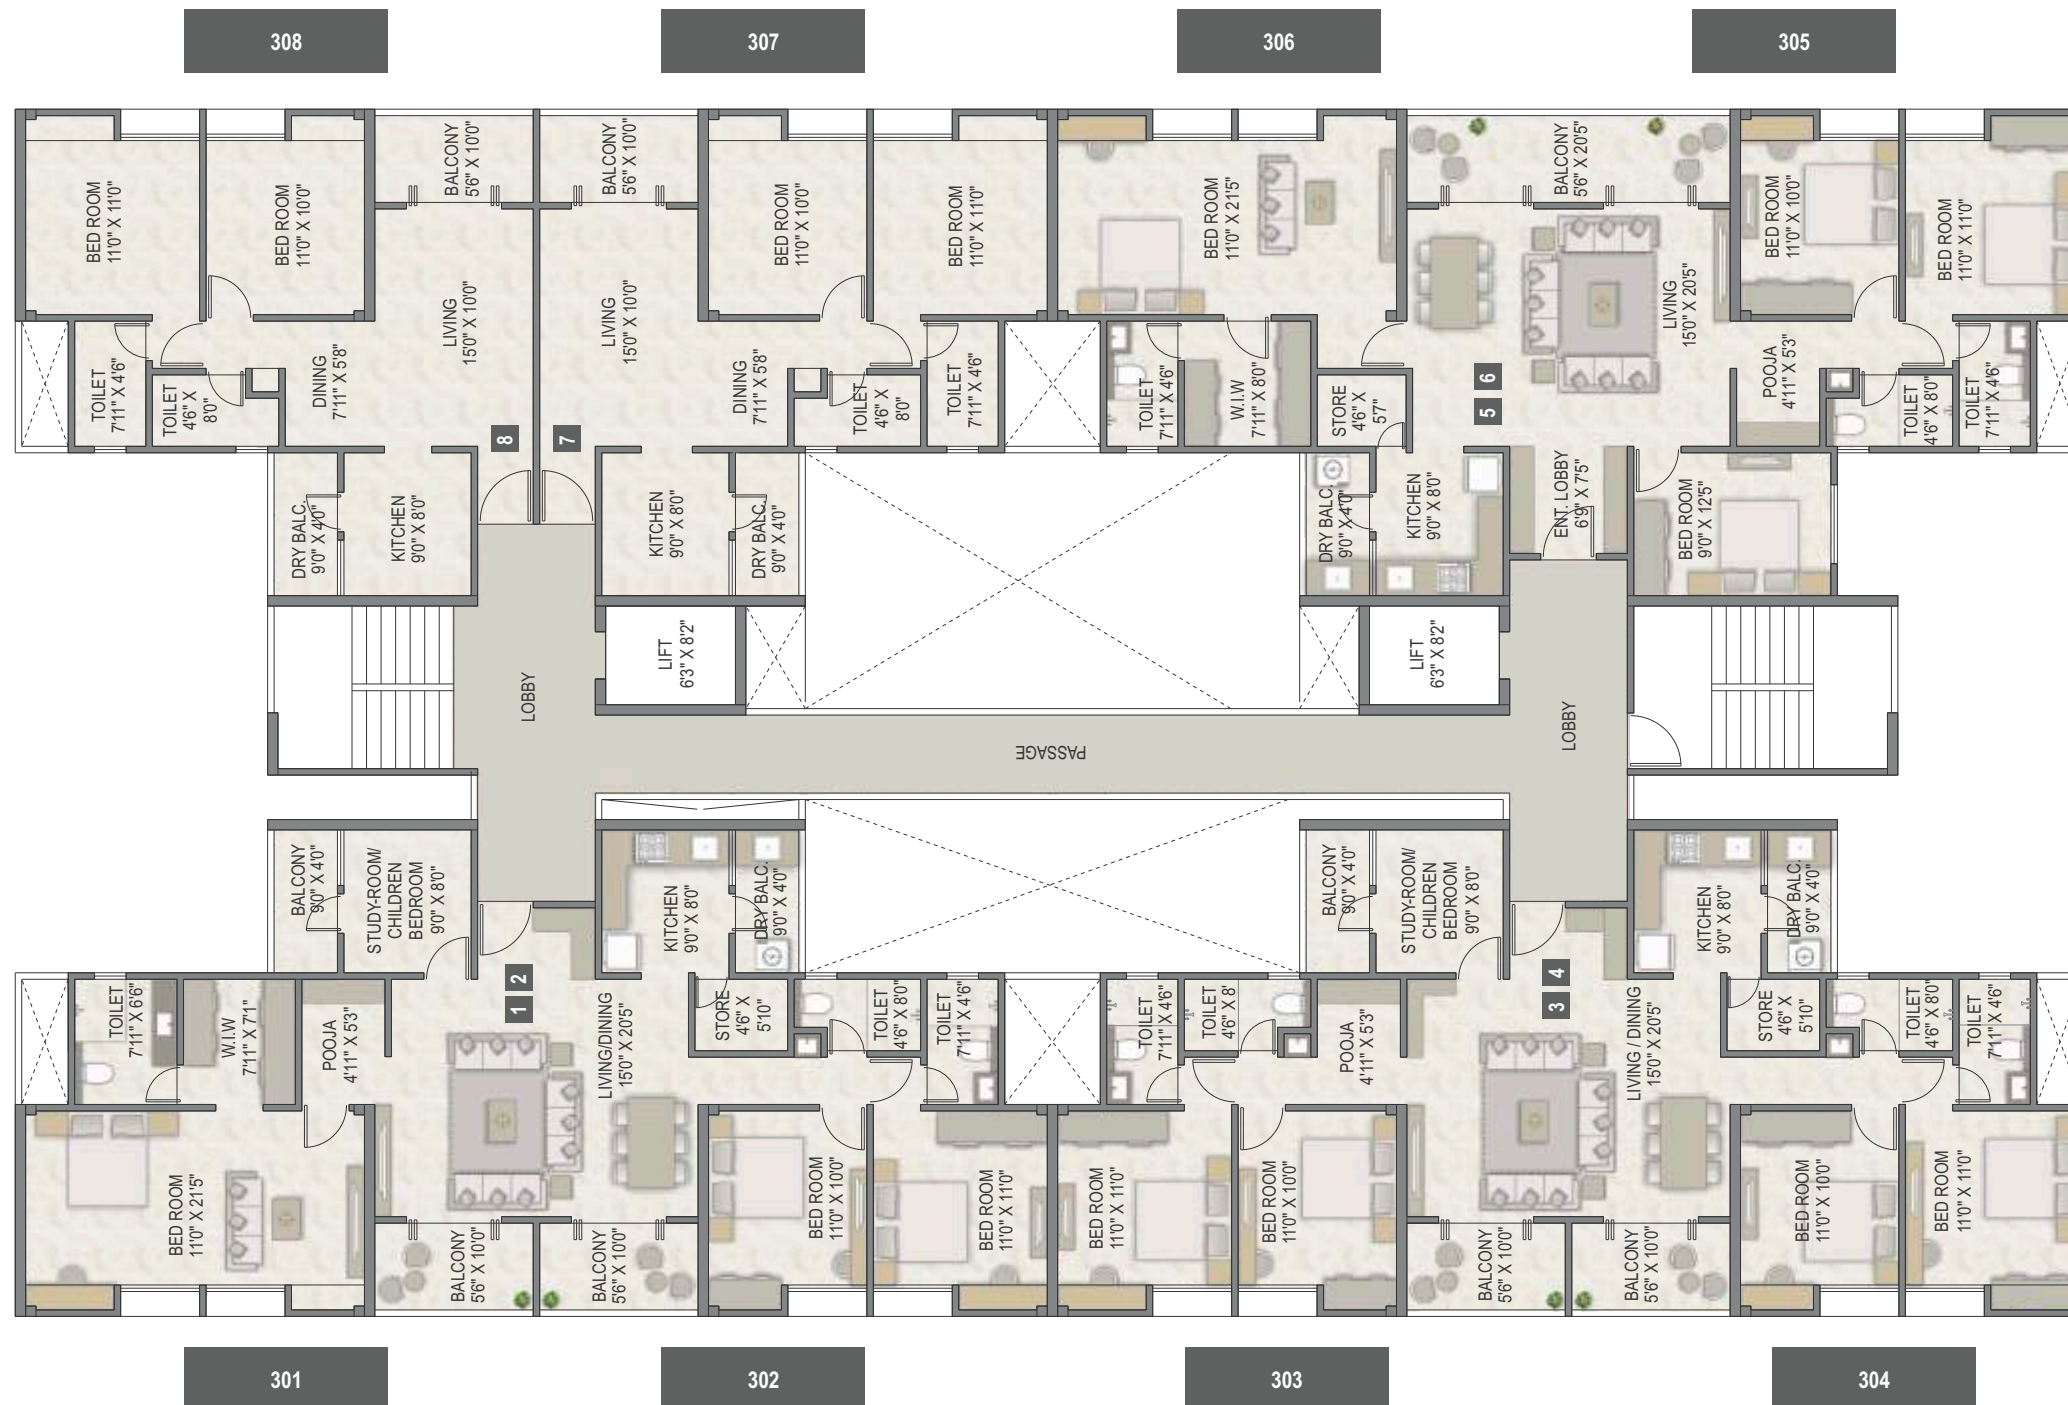 308
307
306
305
BED ROOM
11'0" X 11'0"
BED ROOM
11'0" X 10'0"
BALCONY
5'6" X 10'0"
BALCONY
5'6" X 10'0"
BED ROOM
11'0" X 10'0"
BED ROOM
11'0" X 11'0"
BED ROOM
11'0" X 21'5"
BALCONY
5'6" X 20'5"
BED ROOM
11'0" X 10'0"
BED ROOM
11'0" X 11'0"
TOILET
7'11" X 4'6"
TOILET
4'6" X
8'0"
DINING
7'11" X 5'8"
LIVING
15'0" X 10'0"
LIVING
15'0" X 10'0"
DINING
7'11" X 5'8"
TOILET
4'6" X
8'0"
TOILET
7'11" X 4'6"
TOILET
7'11" X 4'6"
W.I.W
7'11" X 8'0"
STORE
4'6" X
5'7"
5 6
LIVING
15'0" X 20'5"
POOJA
4'11" X 5'3"
TOILET
4'6" X 8'0"
TOILET
7'11" X 4'6"
8
7
DRY BALC.
9'0" X 4'0"
KITCHEN
9'0" X 8'0"
KITCHEN
9'0" X 8'0"
DRY BALC.
9'0" X 4'0"
DRY BALC.
9'0" X 4'0"
KITCHEN
9'0" X 8'0"
ENT. LOBBY
6'9" X 7'5"
BED ROOM
9'0" X 12'5"
LOBBY
LIFT
6'3" X 8'2"
LIFT
6'3" X 8'2"
LOBBY
PASSAGE
BALCONY
9'0" X 4'0"
STUDY-ROOM/
CHILDREN
BEDROOM
9'0" X 8'0"
KITCHEN
9'0" X 8'0"
DRY BALC.
9'0" X 4'0"
BALCONY
9'0" X 4'0"
STUDY-ROOM/
CHILDREN
BEDROOM
9'0" X 8'0"
KITCHEN
9'0" X 8'0"
DRY BALC.
9'0" X 4'0"
TOILET
7'11" X 6'6"
W.I.W
7'11" X 7'1"
POOJA
4'11" X 5'3"
1 2
LIVING/DINING
15'0" X 20'5"
STORE
4'6" X
5'10"
TOILET
4'6" X 8'0"
TOILET
7'11" X 4'6"
TOILET
7'11" X 4'6"
TOILET
4'6" X 8'
POOJA
4'11" X 5'3"
3 4
LIVING / DINING
15'0" X 20'5"
STORE
4'6" X
5'10"
TOILET
4'6" X 8'0"
TOILET
7'11" X 4'6"
BED ROOM
11'0" X 21'5"
BALCONY
5'6" X 10'0"
BALCONY
5'6" X 10'0"
BED ROOM
11'0" X 10'0"
BED ROOM
11'0" X 11'0"
BED ROOM
11'0" X 11'0"
BED ROOM
11'0" X 10'0"
BALCONY
5'6" X 10'0"
BALCONY
5'6" X 10'0"
BED ROOM
11'0" X 10'0"
BED ROOM
11'0" X 11'0"
301
302
303
304